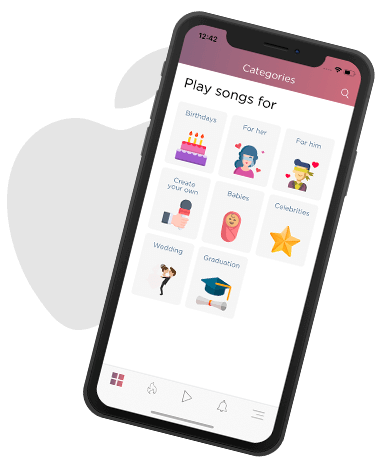 12:42
Categories
Play songs for
Birthdays
For her
For him
Create
your own
Babies
Celebrities
Wedding
Graduation